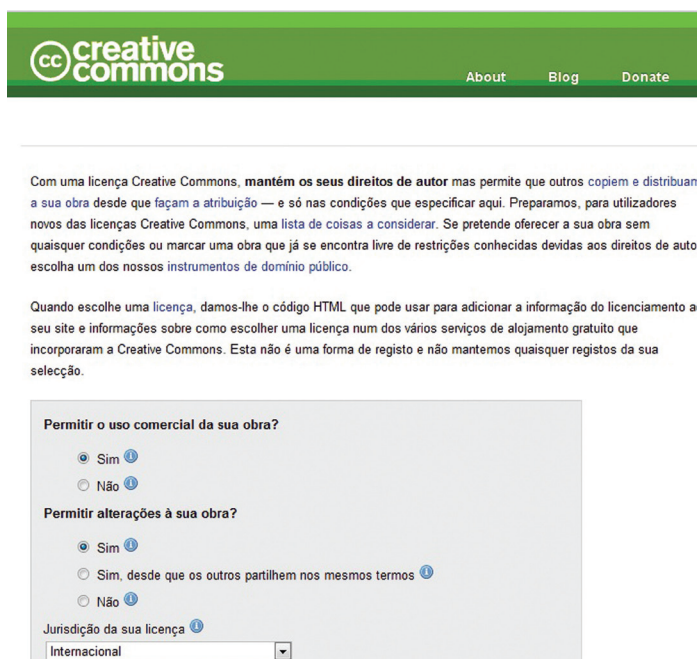 cc creative
commons
About Blog Donate
Com uma licença Creative Commons, mantém os seus direitos de autor mas permite que outros copiem e distribuam
a sua obra desde que façam a atribuição — e só nas condições que especificar aqui. Preparamos, para utilizadores
novos das licenças Creative Commons, uma lista de coisas a considerar. Se pretende oferecer a sua obra sem
quaisquer condições ou marcar uma obra que já se encontra livre de restrições conhecidas devidas aos direitos de auto
escolha um dos nossos instrumentos de domínio público.
Quando escolhe uma licença, damos-lhe o código HTML que pode usar para adicionar a informação do licenciamento a
seu site e informações sobre como escolher uma licença num dos vários serviços de alojamento gratuito que
incorporaram a Creative Commons. Esta não é uma forma de registo e não mantemos quaisquer registos da sua
selecção.
Permitir o uso comercial da sua obra?
Sim
Não
Permitir alterações à sua obra?
Sim
Sim, desde que os outros partilhem nos mesmos termos
Não
Jurisdição da sua licença
Internacional